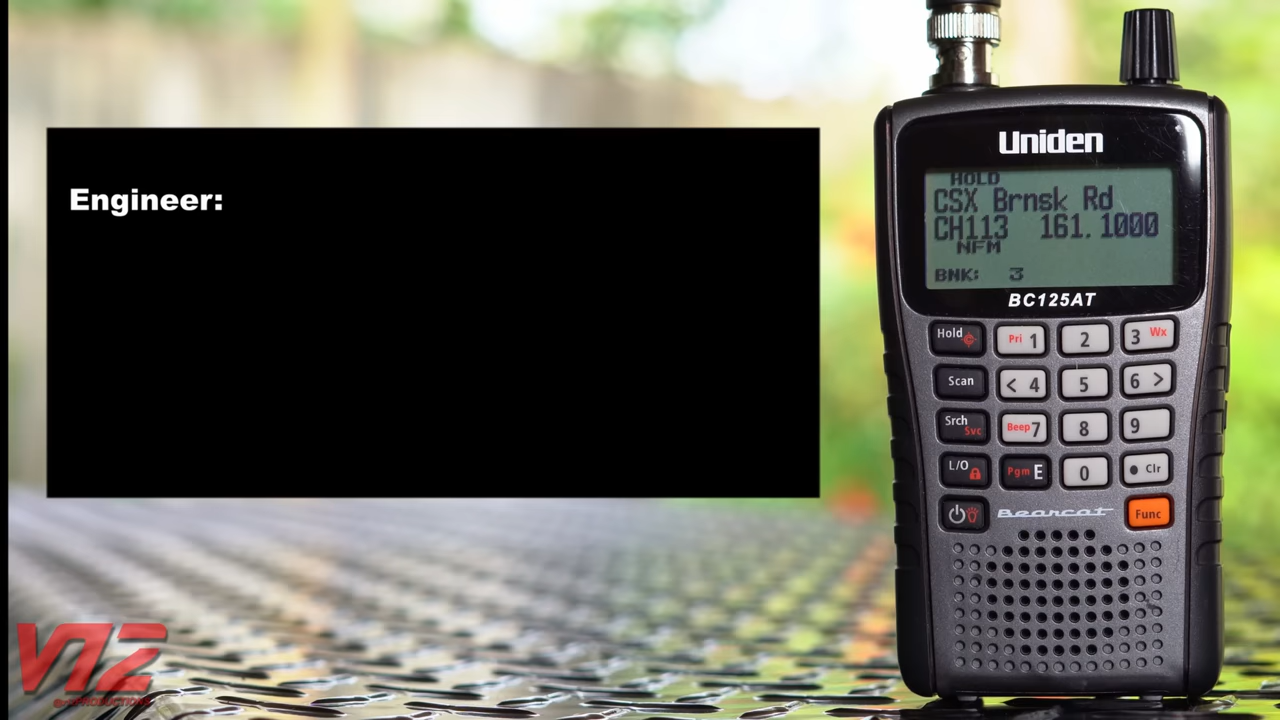 Engineer:
Uniden
HOLD
CSX Brnsk Rd
CH113 161.1000
NFM
BNK: 3
BC125AT
Hold Pri 1 2 3 Wx
Scan < 4 5 6 >
Srch Svc Beep 7 8 9
L/O Pgm E 0 • Clr
Bearcat Func
V12